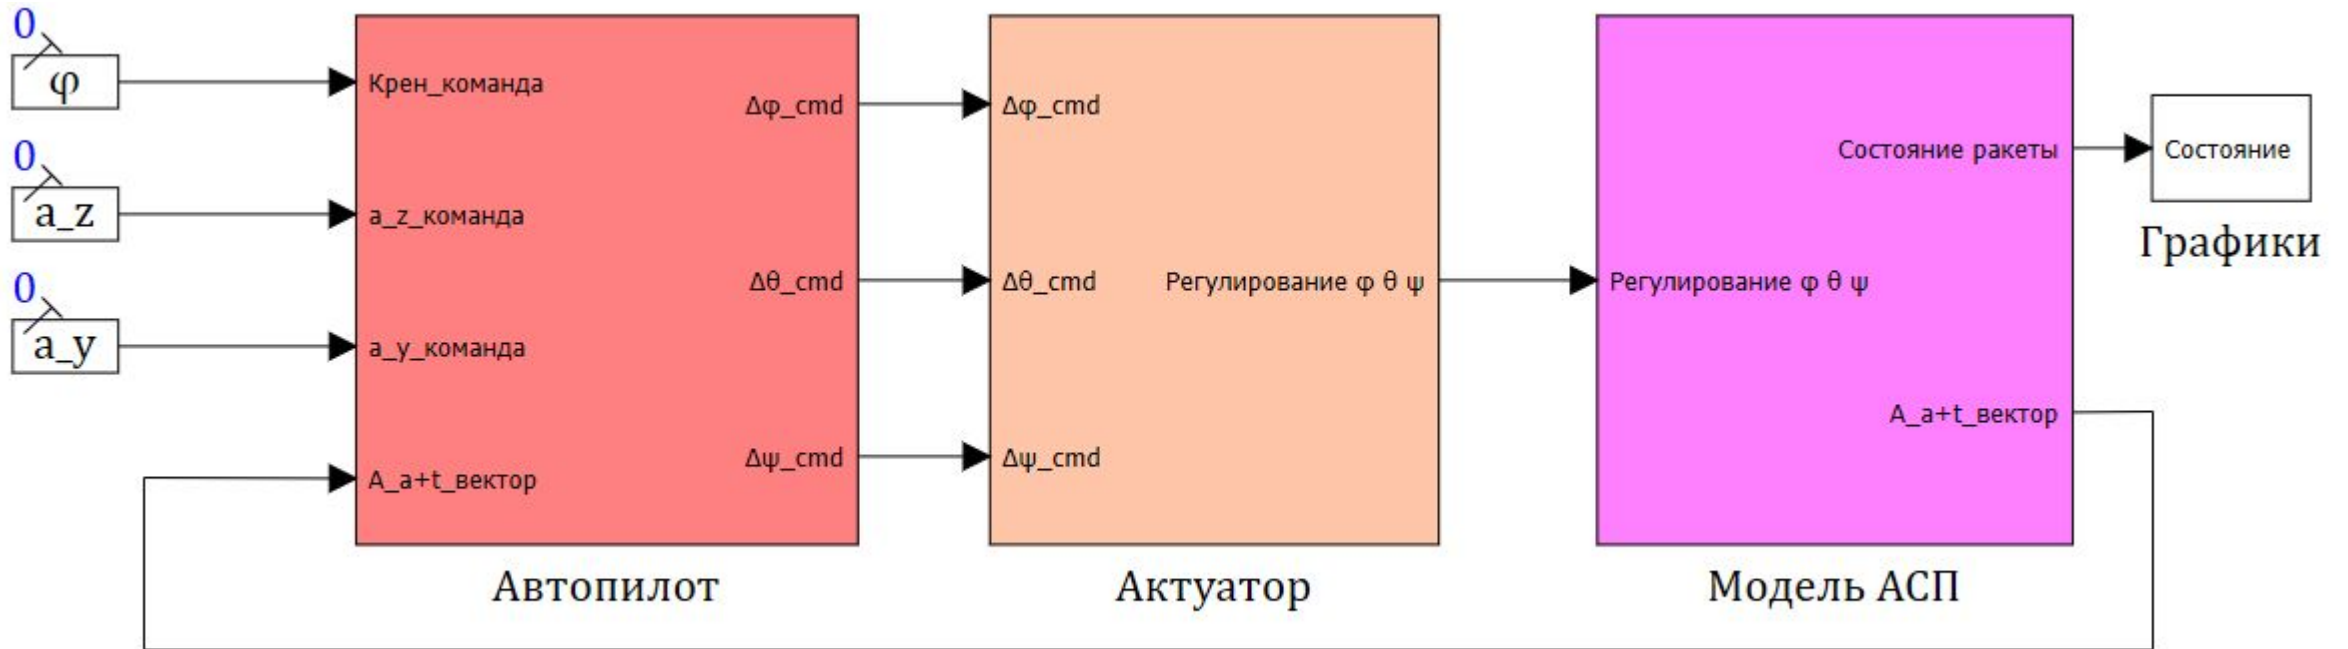 0
φ
Крен_команда
0
a_z
a_z_команда
0
a_y
a_y_команда
A_a+t_вектор
Δφ_cmd
Δθ_cmd
Δψ_cmd
Автопилот
Δφ_cmd
Δθ_cmd
Δψ_cmd
Регулирование φ θ ψ
Актуатор
Регулирование φ θ ψ
Состояние ракеты
A_a+t_вектор
Модель АСП
Состояние
Графики